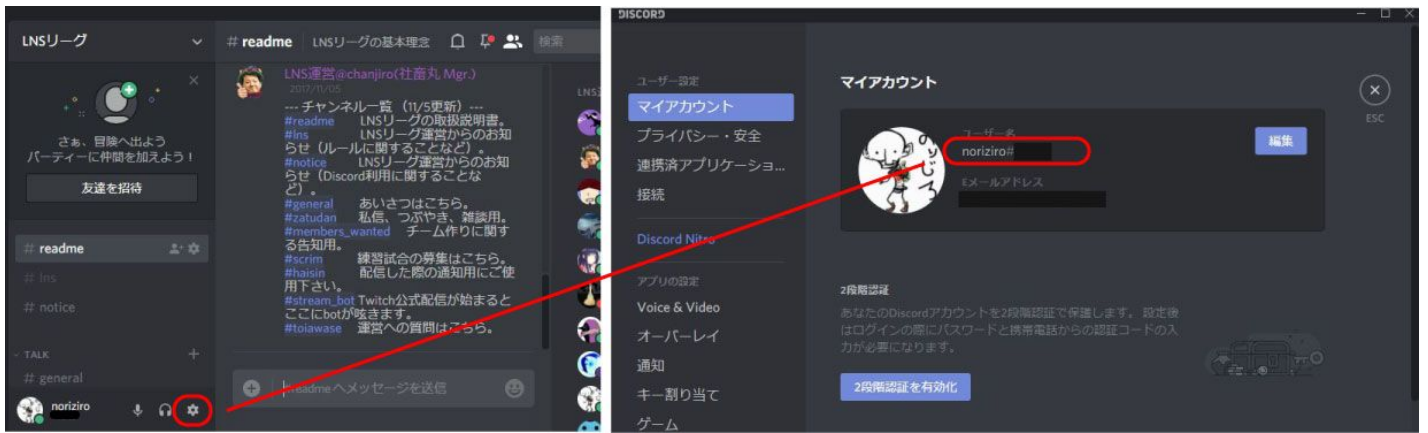 LNSリーグ
さぁ、冒険へ出よう
パーティーに仲間を加えよう!
友達を招待
# readme
# lns
# notice
TALK
# general
noriziro
# readme LNSリーグの基本理念 検索
LNS運営@chanjiro(社畜丸 Mgr.)
2017/11/05
--- チャンネル一覧 (11/5更新) ---
#readme LNSリーグの取扱説明書。
#lns LNSリーグ運営からのお知
らせ(ルールに関することなど)。
#notice LNSリーグ運営からのお知
らせ(Discord利用に関することな
ど)。
#general あいさつはこちら。
#zatudan 私信、つぶやき、雑談用。
#members_wanted チーム作りに関す
る告知用。
#scrim 練習試合の募集はこちら。
#haisin 配信した際の通知用にご使
用下さい。
#stream_bot Twitch公式配信が始まると
ここにbotが呟きます。
#toiawase 運営への質問はこちら。
#readmeへメッセージを送信
DISCORD
ユーザー設定
マイアカウント
プライバシー・安全
連携済アプリケーショ...
接続
Discord Nitro
アプリの設定
Voice & Video
オーバーレイ
通知
キー割り当て
ゲーム
マイアカウント
のりじろ
ユーザー名
noriziro#
Eメールアドレス
編集
ESC
2段階認証
あなたのDiscordアカウントを2段階認証で保護します。 設定後
はログインの際にパスワードと携帯電話からの認証コードの入
力が必要になります。
2段階認証を有効化